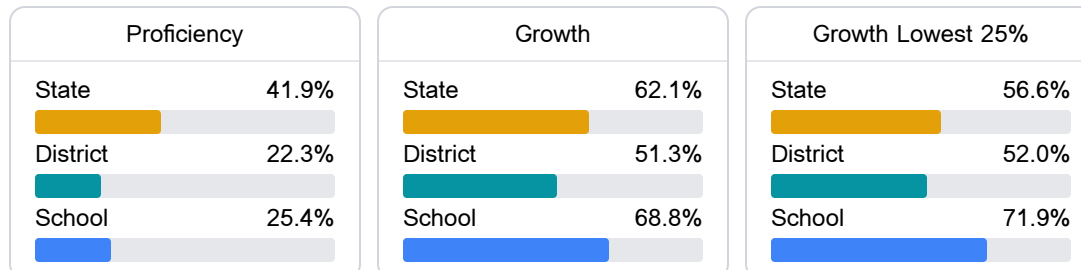 Proficiency
State 41.9%
District 22.3%
School 25.4%
Growth
State 62.1%
District 51.3%
School 68.8%
Growth Lowest 25%
State 56.6%
District 52.0%
School 71.9%